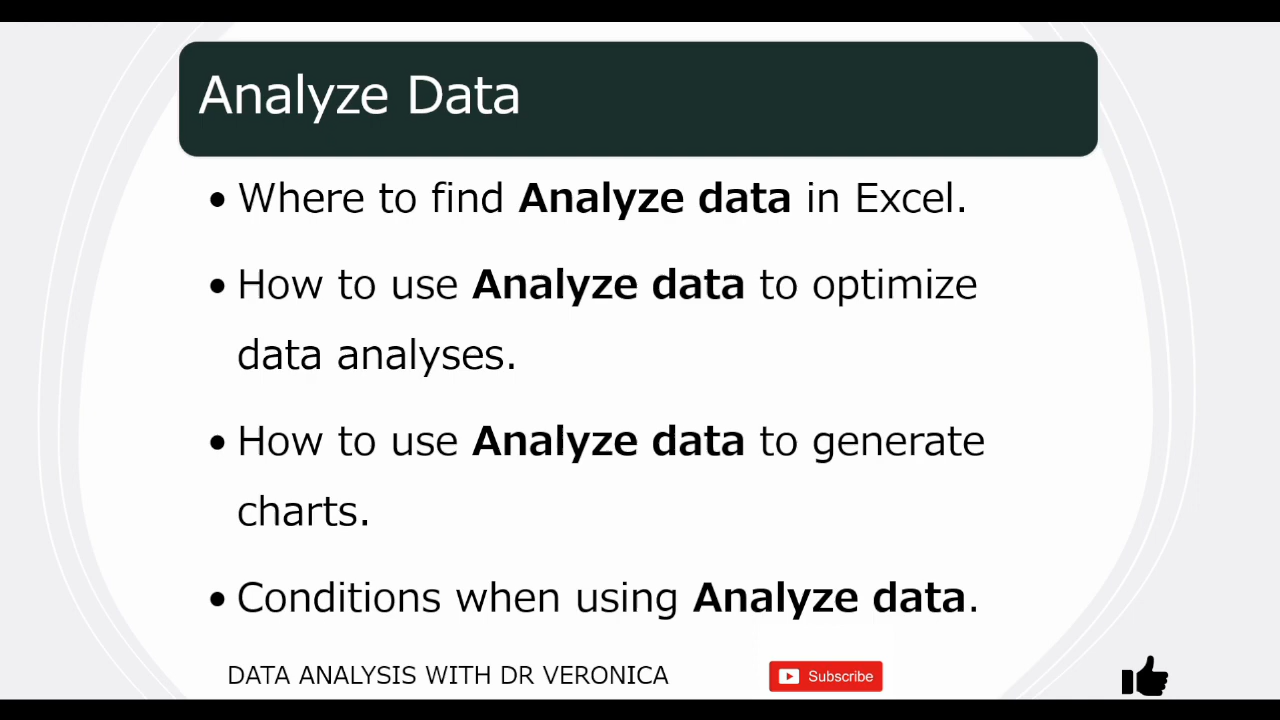 Analyze Data
• Where to find Analyze data in Excel.
• How to use Analyze data to optimize
data analyses.
• How to use Analyze data to generate
charts.
• Conditions when using Analyze data.
DATA ANALYSIS WITH DR VERONICA
Subscribe